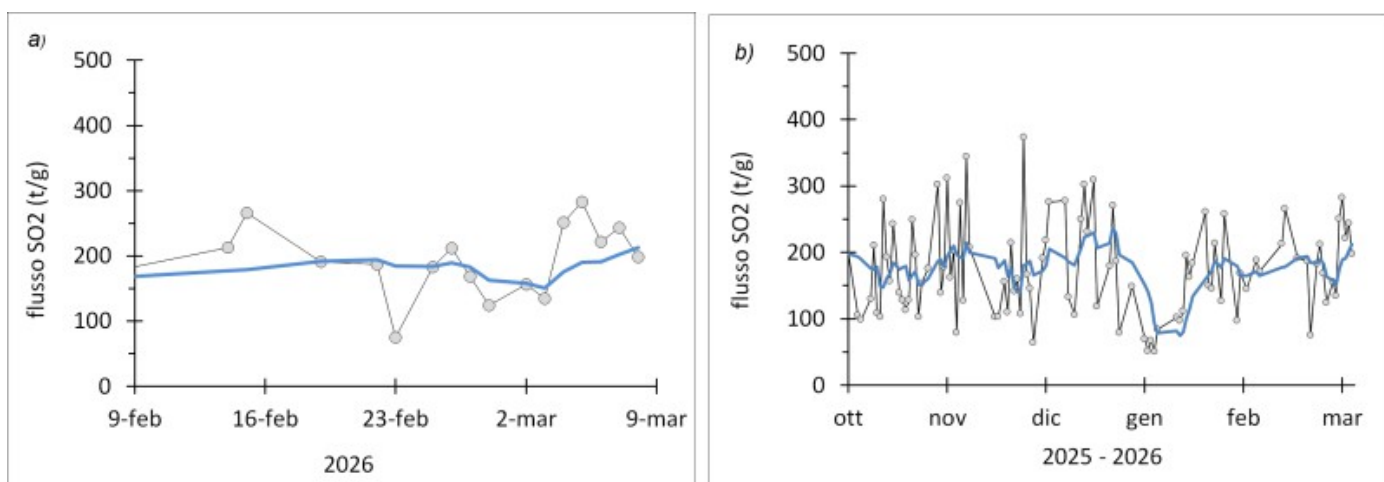 a)
500
400
300
200
100
0
flusso SO2 (t/g)
9-feb 16-feb 23-feb 2-mar 9-mar
2026
b)
500
400
300
200
100
0
flusso SO2 (t/g)
ott nov dic gen feb mar
2025 - 2026